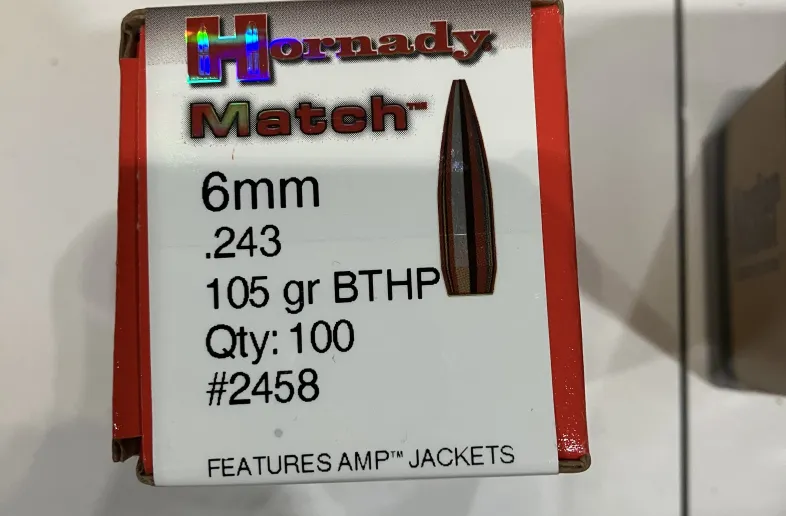 Hornady
Match™
6mm
.243
105 gr BTHP
Qty: 100
#2458
FEATURES AMP™ JACKETS